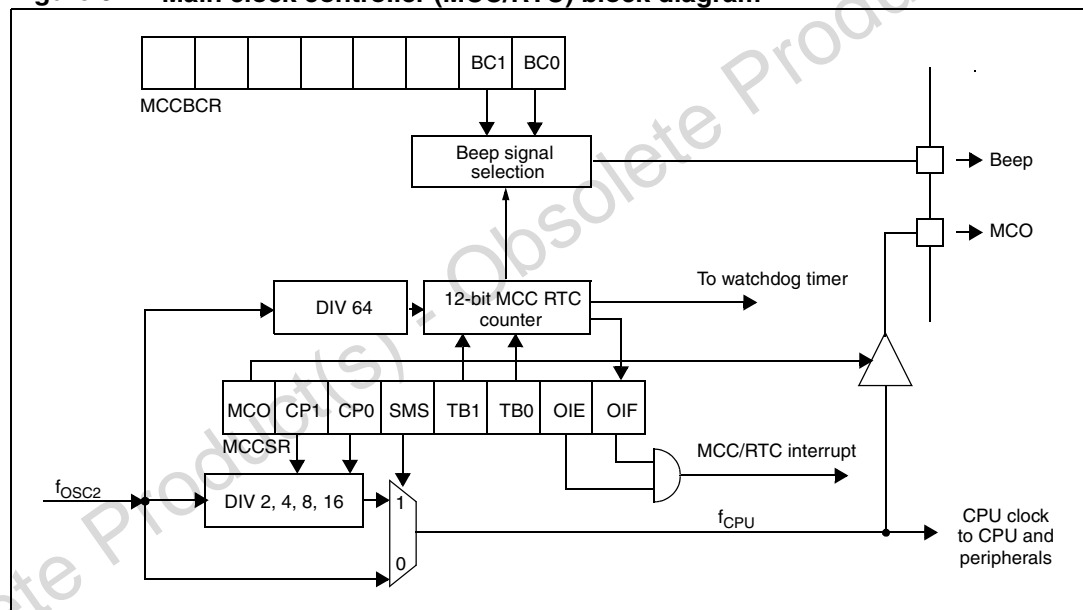 Main clock controller (MCC/RTC) block diagram
BC1 BC0
MCCBCR
Beep signal
selection
Beep
MCO
To watchdog timer
DIV 64
12-bit MCC RTC
counter
MCO CP1 CP0 SMS TB1 TB0 OIE OIF
MCCSR
MCC/RTC interrupt
fOSC2
DIV 2, 4, 8, 16
1
0
fCPU
CPU clock
to CPU and
peripherals
Obsolete Product(s) - Obsolete Produc